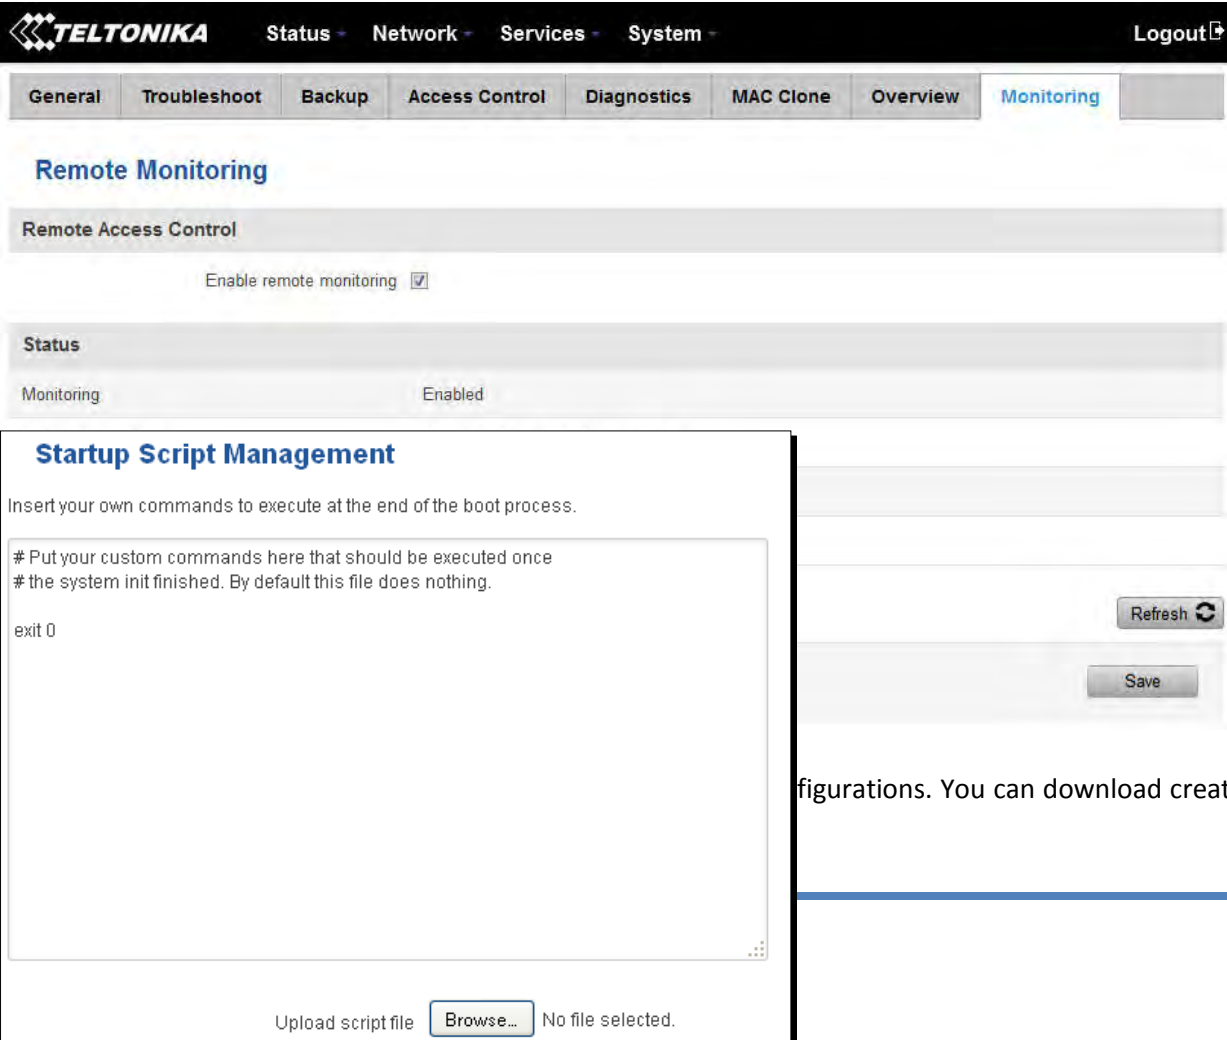 TELTONIKA Status Network Services System Logout
General Troubleshoot Backup Access Control Diagnostics MAC Clone Overview Monitoring
Remote Monitoring
Remote Access Control
Enable remote monitoring
Status
Monitoring Enabled
Startup Script Management
Insert your own commands to execute at the end of the boot process.
# Put your custom commands here that should be executed once
# the system init finished. By default this file does nothing.
exit 0
Refresh
Save
figurations. You can download creat
Upload script file Browse... No file selected.